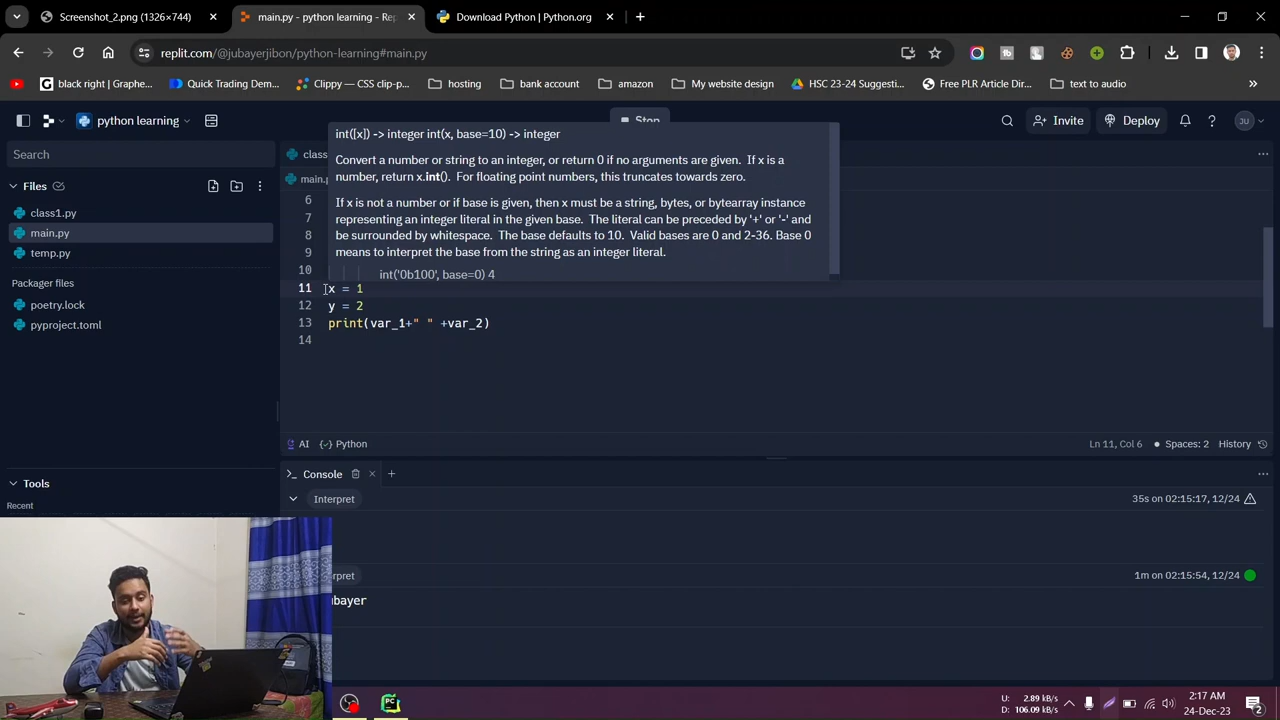 Screenshot_2.png (1326×744)
main.py - python learning - Rep
Download Python | Python.org
replit.com/@jubayerjibon/python-learning#main.py
black right | Graphe...
Quick Trading Demo...
Clippy — CSS clip-p...
hosting
bank account
amazon
My website design
HSC 23-24 Suggesti...
Free PLR Article Dir...
text to audio
python learning
Stop
Invite
Deploy
JU
Search
class
Files
main.p
class1.py
main.py
temp.py
Packager files
poetry.lock
pyproject.toml
Tools
Recent
int([x]) -> integer int(x, base=10) -> integer
Convert a number or string to an integer, or return 0 if no arguments are given. If x is a
number, return x.int(). For floating point numbers, this truncates towards zero.
If x is not a number or if base is given, then x must be a string, bytes, or bytearray instance
representing an integer literal in the given base. The literal can be preceded by '+' or '-' and
be surrounded by whitespace. The base defaults to 10. Valid bases are 0 and 2-36. Base 0
means to interpret the base from the string as an integer literal.
int('0b100', base=0) 4
6
7
8
9
10
11 x = 1
12 y = 2
13 print(var_1+" " +var_2)
14
AI
Python
Ln 11, Col 6
Spaces: 2
History
Console
Interpret
35s on 02:15:17, 12/24
rpret
1m on 02:15:54, 12/24
bayer
PC
U: 2.89 kB/s
D: 106.09 kB/s
2:17 AM
24-Dec-23
2